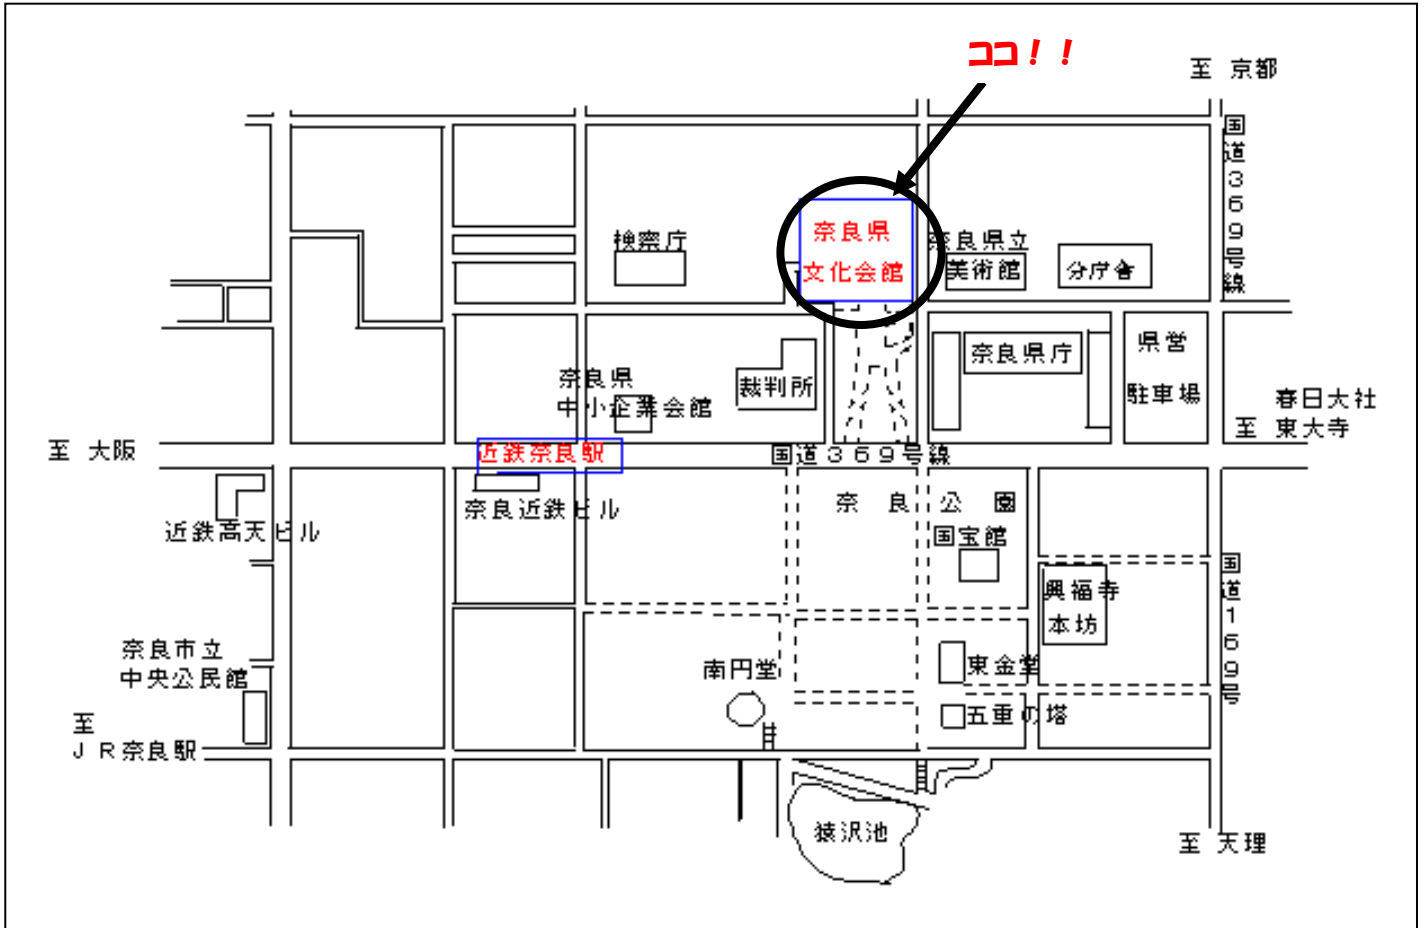 ココ！！
至 京都
国道３６９号線
奈良県
文化会館
検察庁
奈良県立
美術館
分庁舎
奈良県庁
県営
駐車場
裁判所
奈良県
中小企業会館
春日大社
至 東大寺
至 大阪
近鉄奈良駅
国道３６９号線
奈良公園
国宝館
奈良近鉄ビル
近鉄高天ビル
興福寺
本坊
国道１６９号
奈良市立
中央公民館
南円堂
東金堂
五重の塔
至
ＪＲ奈良駅
猿沢池
至 天理